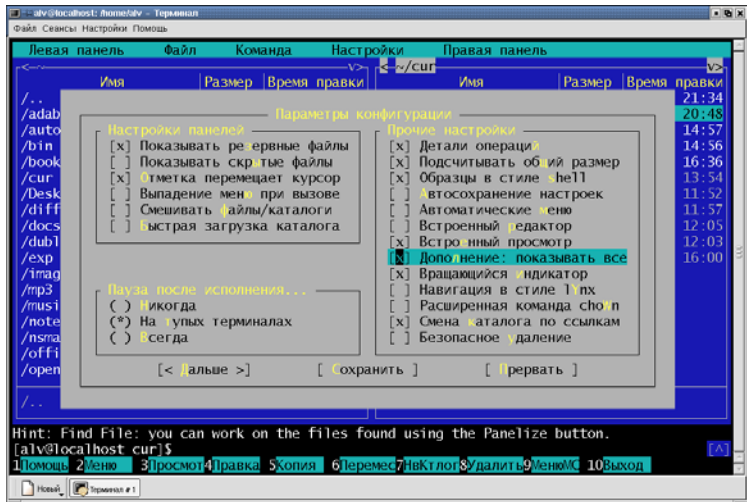 alv@localhost: /home/alv - Терминал
Файл Сеансы Настройки Помощь
Левая панель Файл Команда Настройки Правая панель
<─ v> < ~/cur v>
Имя Размер Время правки Имя Размер Время правки
/.. 21:34
/adab 20:48
Параметры конфигурации
/auto Настройки панелей Прочие настройки 14:57
/bin [x] Показывать резервные файлы [x] Детали операций 14:56
/book [ ] Показывать скрытые файлы [x] Подсчитывать общий размер 16:36
/cur [x] Отметка перемещает курсор [x] Образцы в стиле shell 13:54
/Desk [ ] Выпадение меню при вызове [ ] Автосохранение настроек 11:52
/diff [ ] Смешивать файлы/каталоги [ ] Автоматические меню 11:57
/docs [ ] Быстрая загрузка каталога [ ] Встроенный редактор 12:05
/dubl [x] Встроенный просмотр 12:03
/exp [x] Дополнение: показывать все 16:00
/imag [x] Вращающийся индикатор
/mp3 Пауза после исполнения... [ ] Навигация в стиле lYnx
/musi ( ) Никогда [ ] Расширенная команда choWn
/note (*) На тупых терминалах [x] Смена каталога по ссылкам
/nsma ( ) Всегда [ ] Безопасное удаление
/offi
/open [< Дальше >] [ Сохранить ] [ Прервать ]
/..
Hint: Find File: you can work on the files found using the Panelize button.
[alv@localhost cur]$ [^]
1Помощь 2Меню 3Просмот4Правка 5Копия 6Перемес7НвКтлог8Удалить9МенюMC 10Выход
Новый Терминал # 1